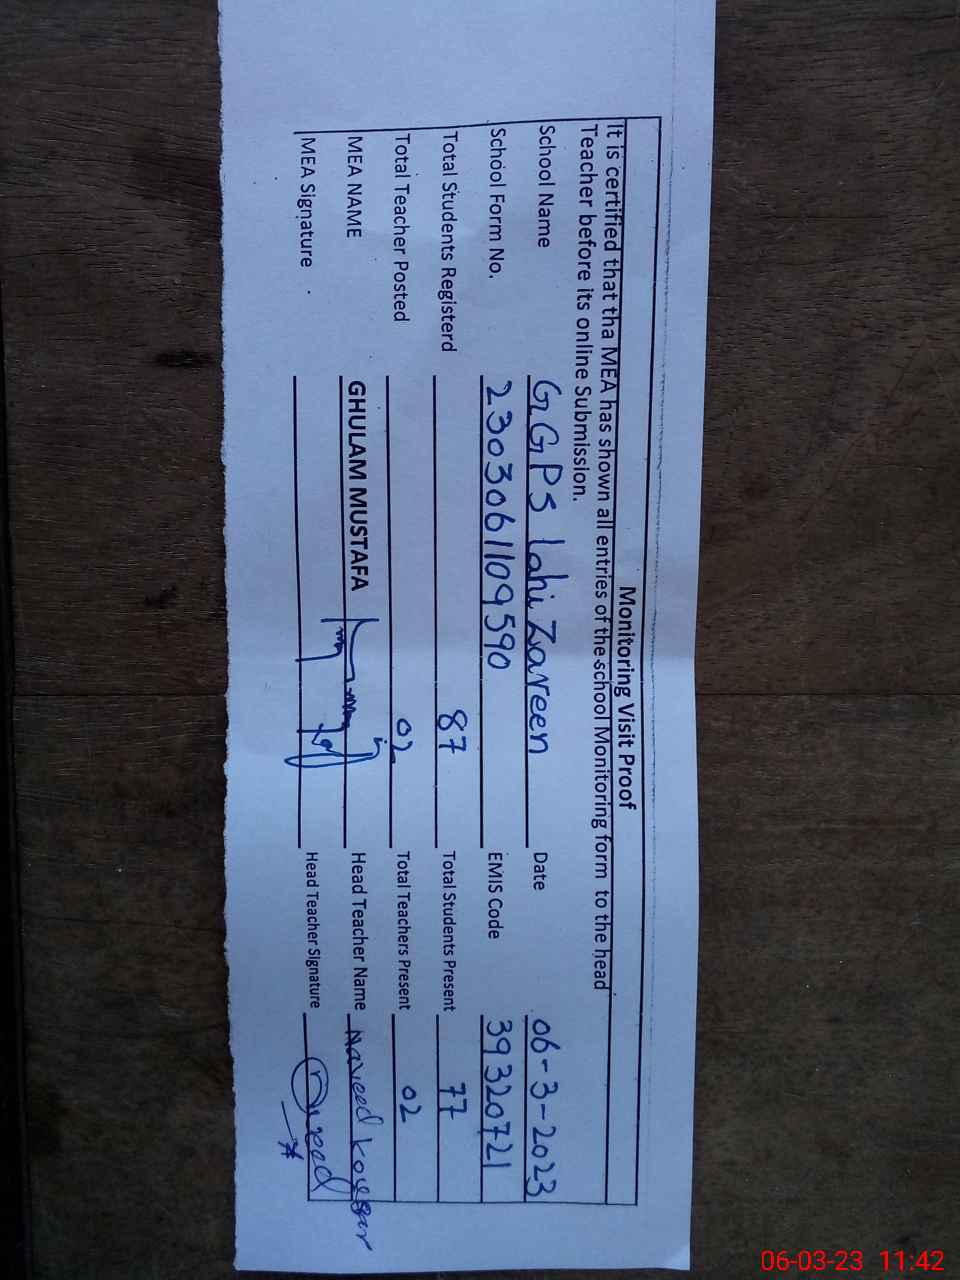 Monitoring Visit Proof
It is certified that tha MEA has shown all entries of the school Monitoring form to the head
Teacher before its online Submission.
School Name GGPS lahi Zareen Date 06-3-2023
School Form No. 2303061109590 EMIS Code 39320721
Total Students Registerd 87 Total Students Present 77
Total Teacher Posted 02 Total Teachers Present 02
MEA NAME GHULAM MUSTAFA Head Teacher Name Naveed Kousar
MEA Signature Head Teacher Signature
06-03-23 11:42